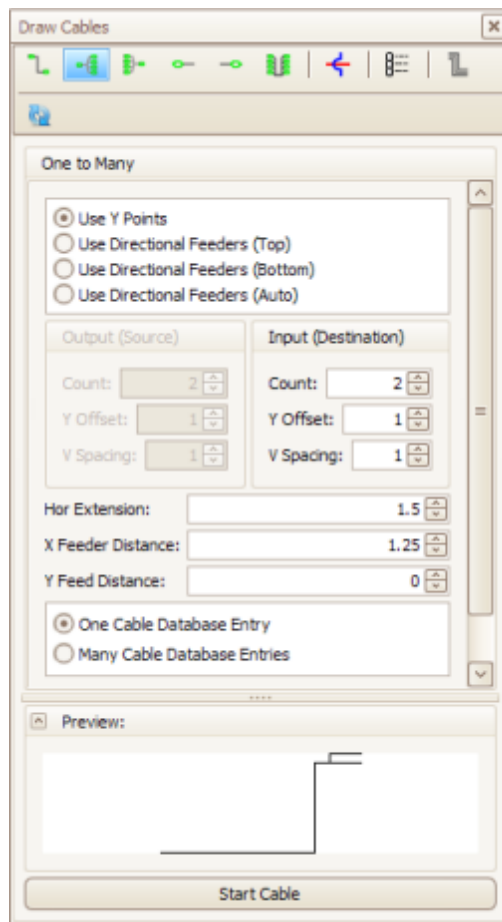 Draw Cables
One to Many
Use Y Points
Use Directional Feeders (Top)
Use Directional Feeders (Bottom)
Use Directional Feeders (Auto)
Output (Source)
Count: 2
Y Offset: 1
V Spacing: 1
Input (Destination)
Count: 2
Y Offset: 1
V Spacing: 1
Hor Extension: 1.5
X Feeder Distance: 1.25
Y Feed Distance: 0
One Cable Database Entry
Many Cable Database Entries
Preview:
Start Cable